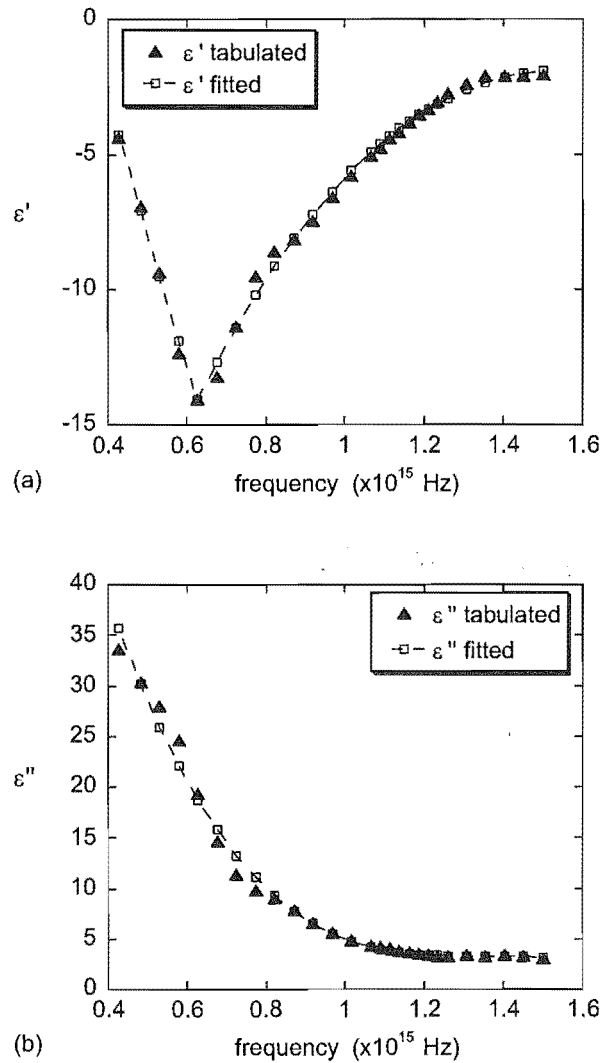 0
ε' tabulated
ε' fitted
-5
ε'
-10
-15
0.4 0.6 0.8 1 1.2 1.4 1.6
(a) frequency (x10¹⁵ Hz)
40
ε" tabulated
35
ε" fitted
30
25
ε"
20
15
10
5
0
0.4 0.6 0.8 1 1.2 1.4 1.6
(b) frequency (x10¹⁵ Hz)